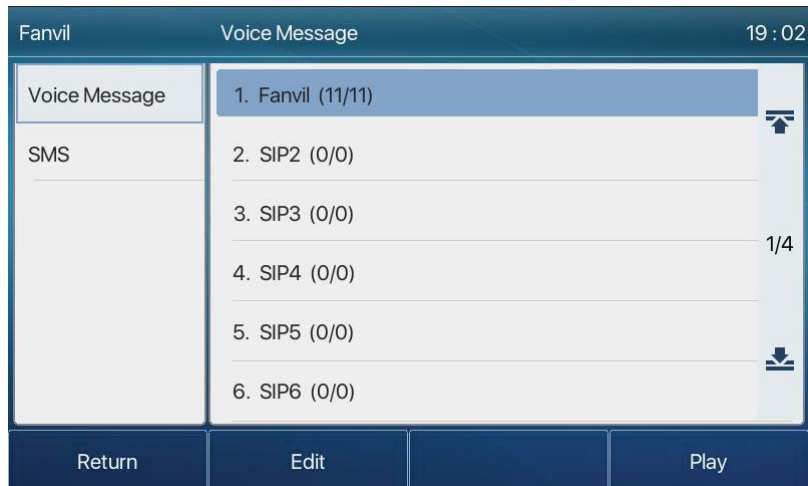 Fanvil Voice Message 19 : 02
Voice Message
SMS
1. Fanvil (11/11)
2. SIP2 (0/0)
3. SIP3 (0/0)
4. SIP4 (0/0)
5. SIP5 (0/0)
6. SIP6 (0/0)
1/4
Return Edit Play